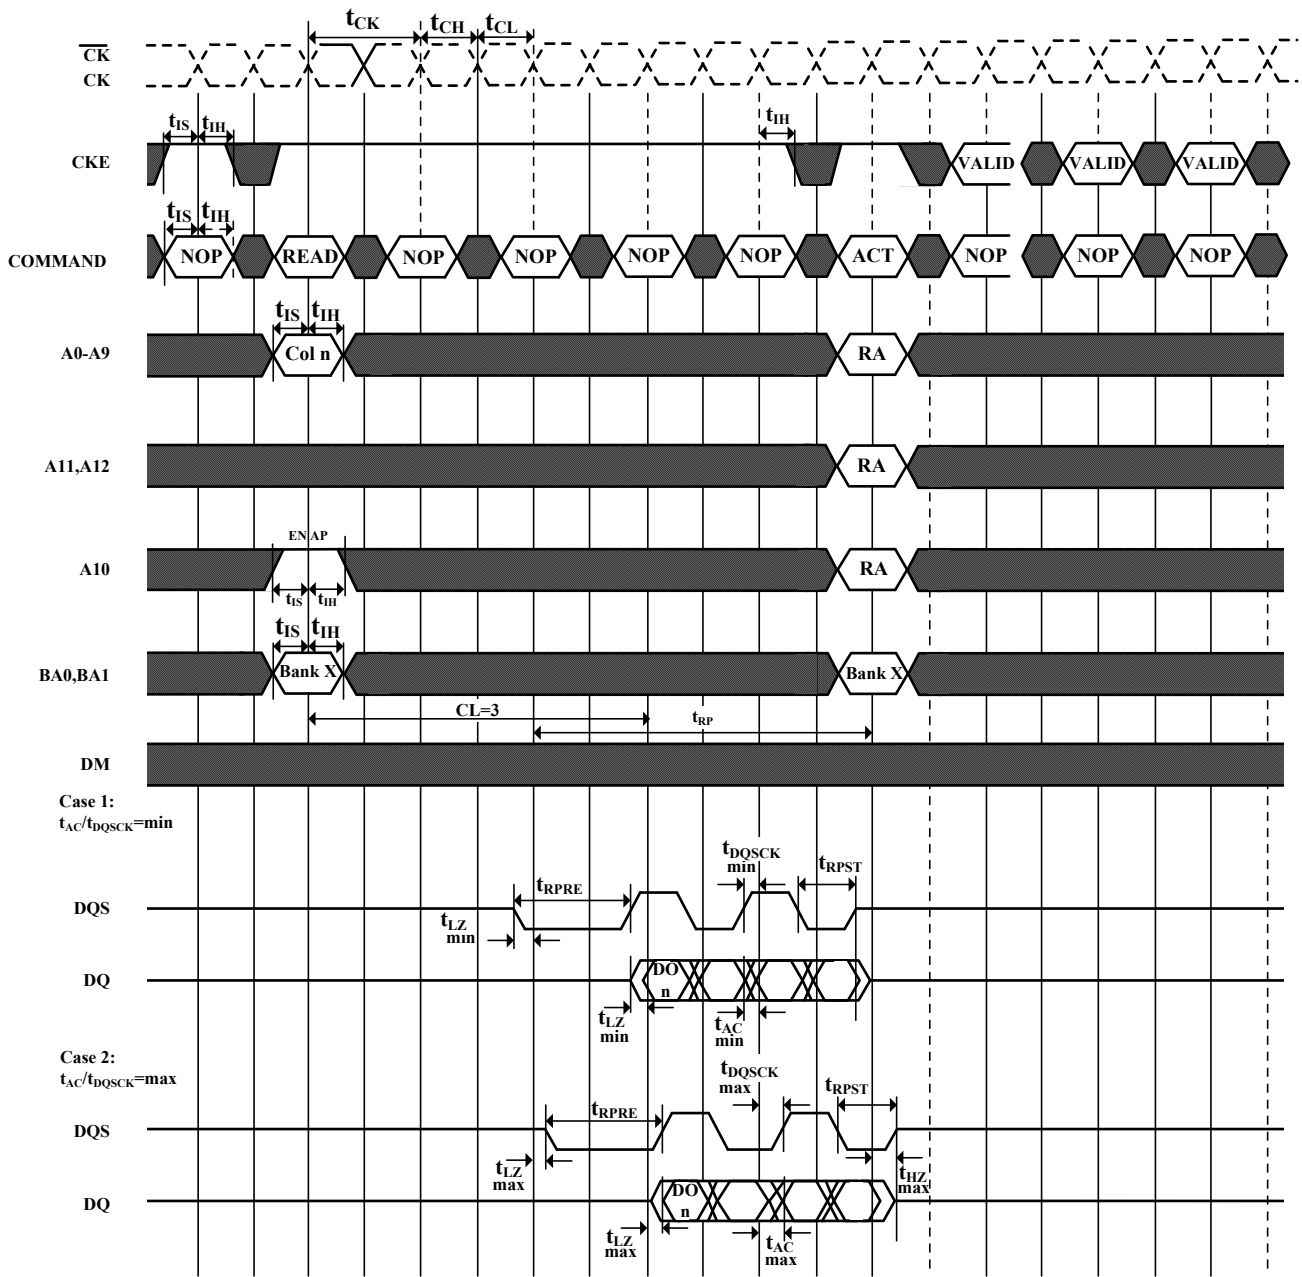 tCK
tCH
tCL
CK
CK
tIS
tIH
tIH
CKE
VALID
VALID
VALID
tIS
tIH
COMMAND
NOP
READ
NOP
NOP
NOP
NOP
ACT
NOP
NOP
NOP
tIS
tIH
A0-A9
Col n
RA
A11,A12
RA
EN AP
A10
RA
tIS
tIH
tIS
tIH
BA0,BA1
Bank X
Bank X
CL=3
tRP
DM
Case 1:
tAC/tDQSCK=min
tDQSCK
min
tRPST
tRPRE
DQS
tLZ
min
DQ
DO
n
tLZ
min
tAC
min
Case 2:
tAC/tDQSCK=max
tDQSCK
max
tRPST
tRPRE
DQS
tLZ
max
tHZ
max
DQ
DO
n
tLZ
max
tAC
max